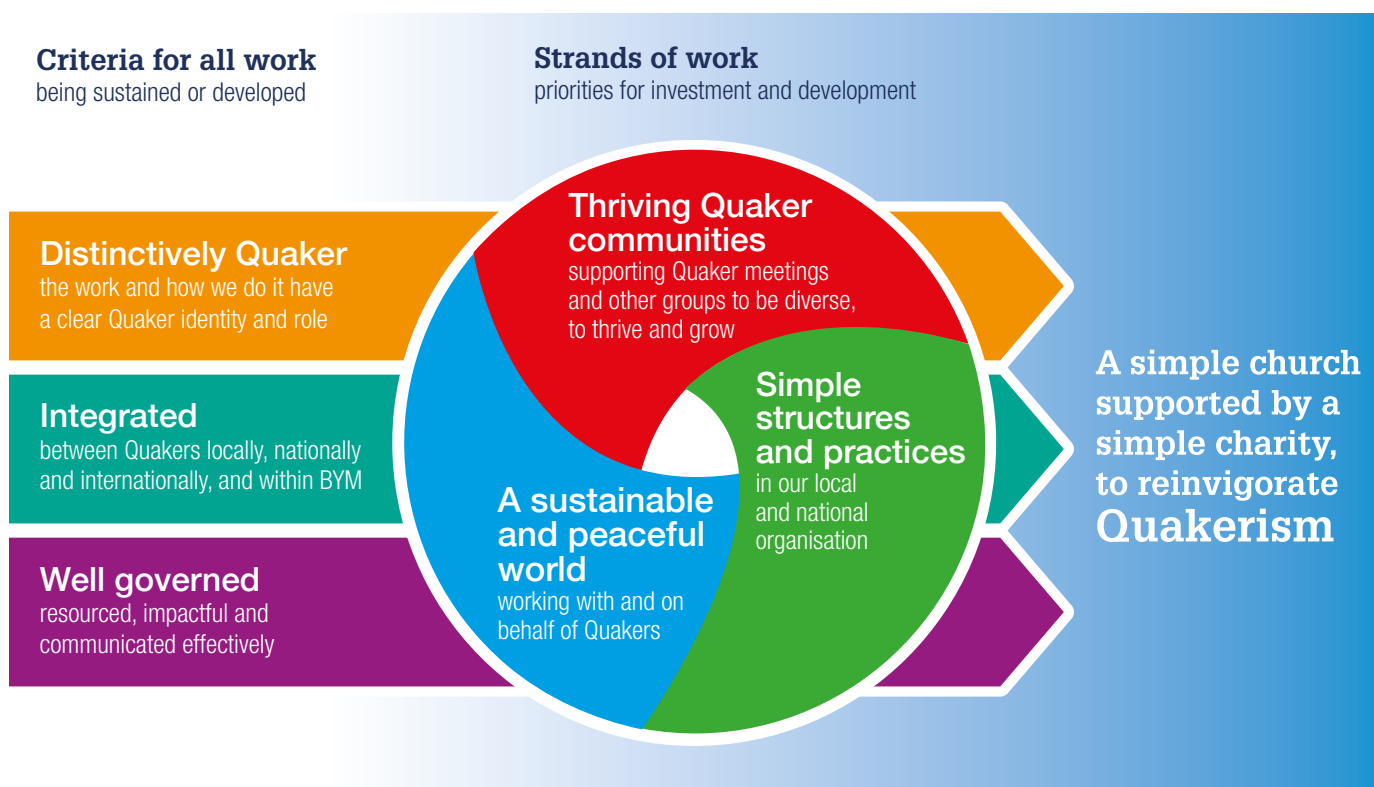 Criteria for all work
being sustained or developed
Strands of work
priorities for investment and development
Distinctively Quaker
the work and how we do it have
a clear Quaker identity and role
Integrated
between Quakers locally, nationally
and internationally, and within BYM
Well governed
resourced, impactful and
communicated effectively
Thriving Quaker
communities
supporting Quaker meetings
and other groups to be diverse,
to thrive and grow
Simple
structures
and practices
in our local
and national
organisation
A sustainable
and peaceful
world
working with and on
behalf of Quakers
A simple church
supported by a
simple charity,
to reinvigorate
Quakerism